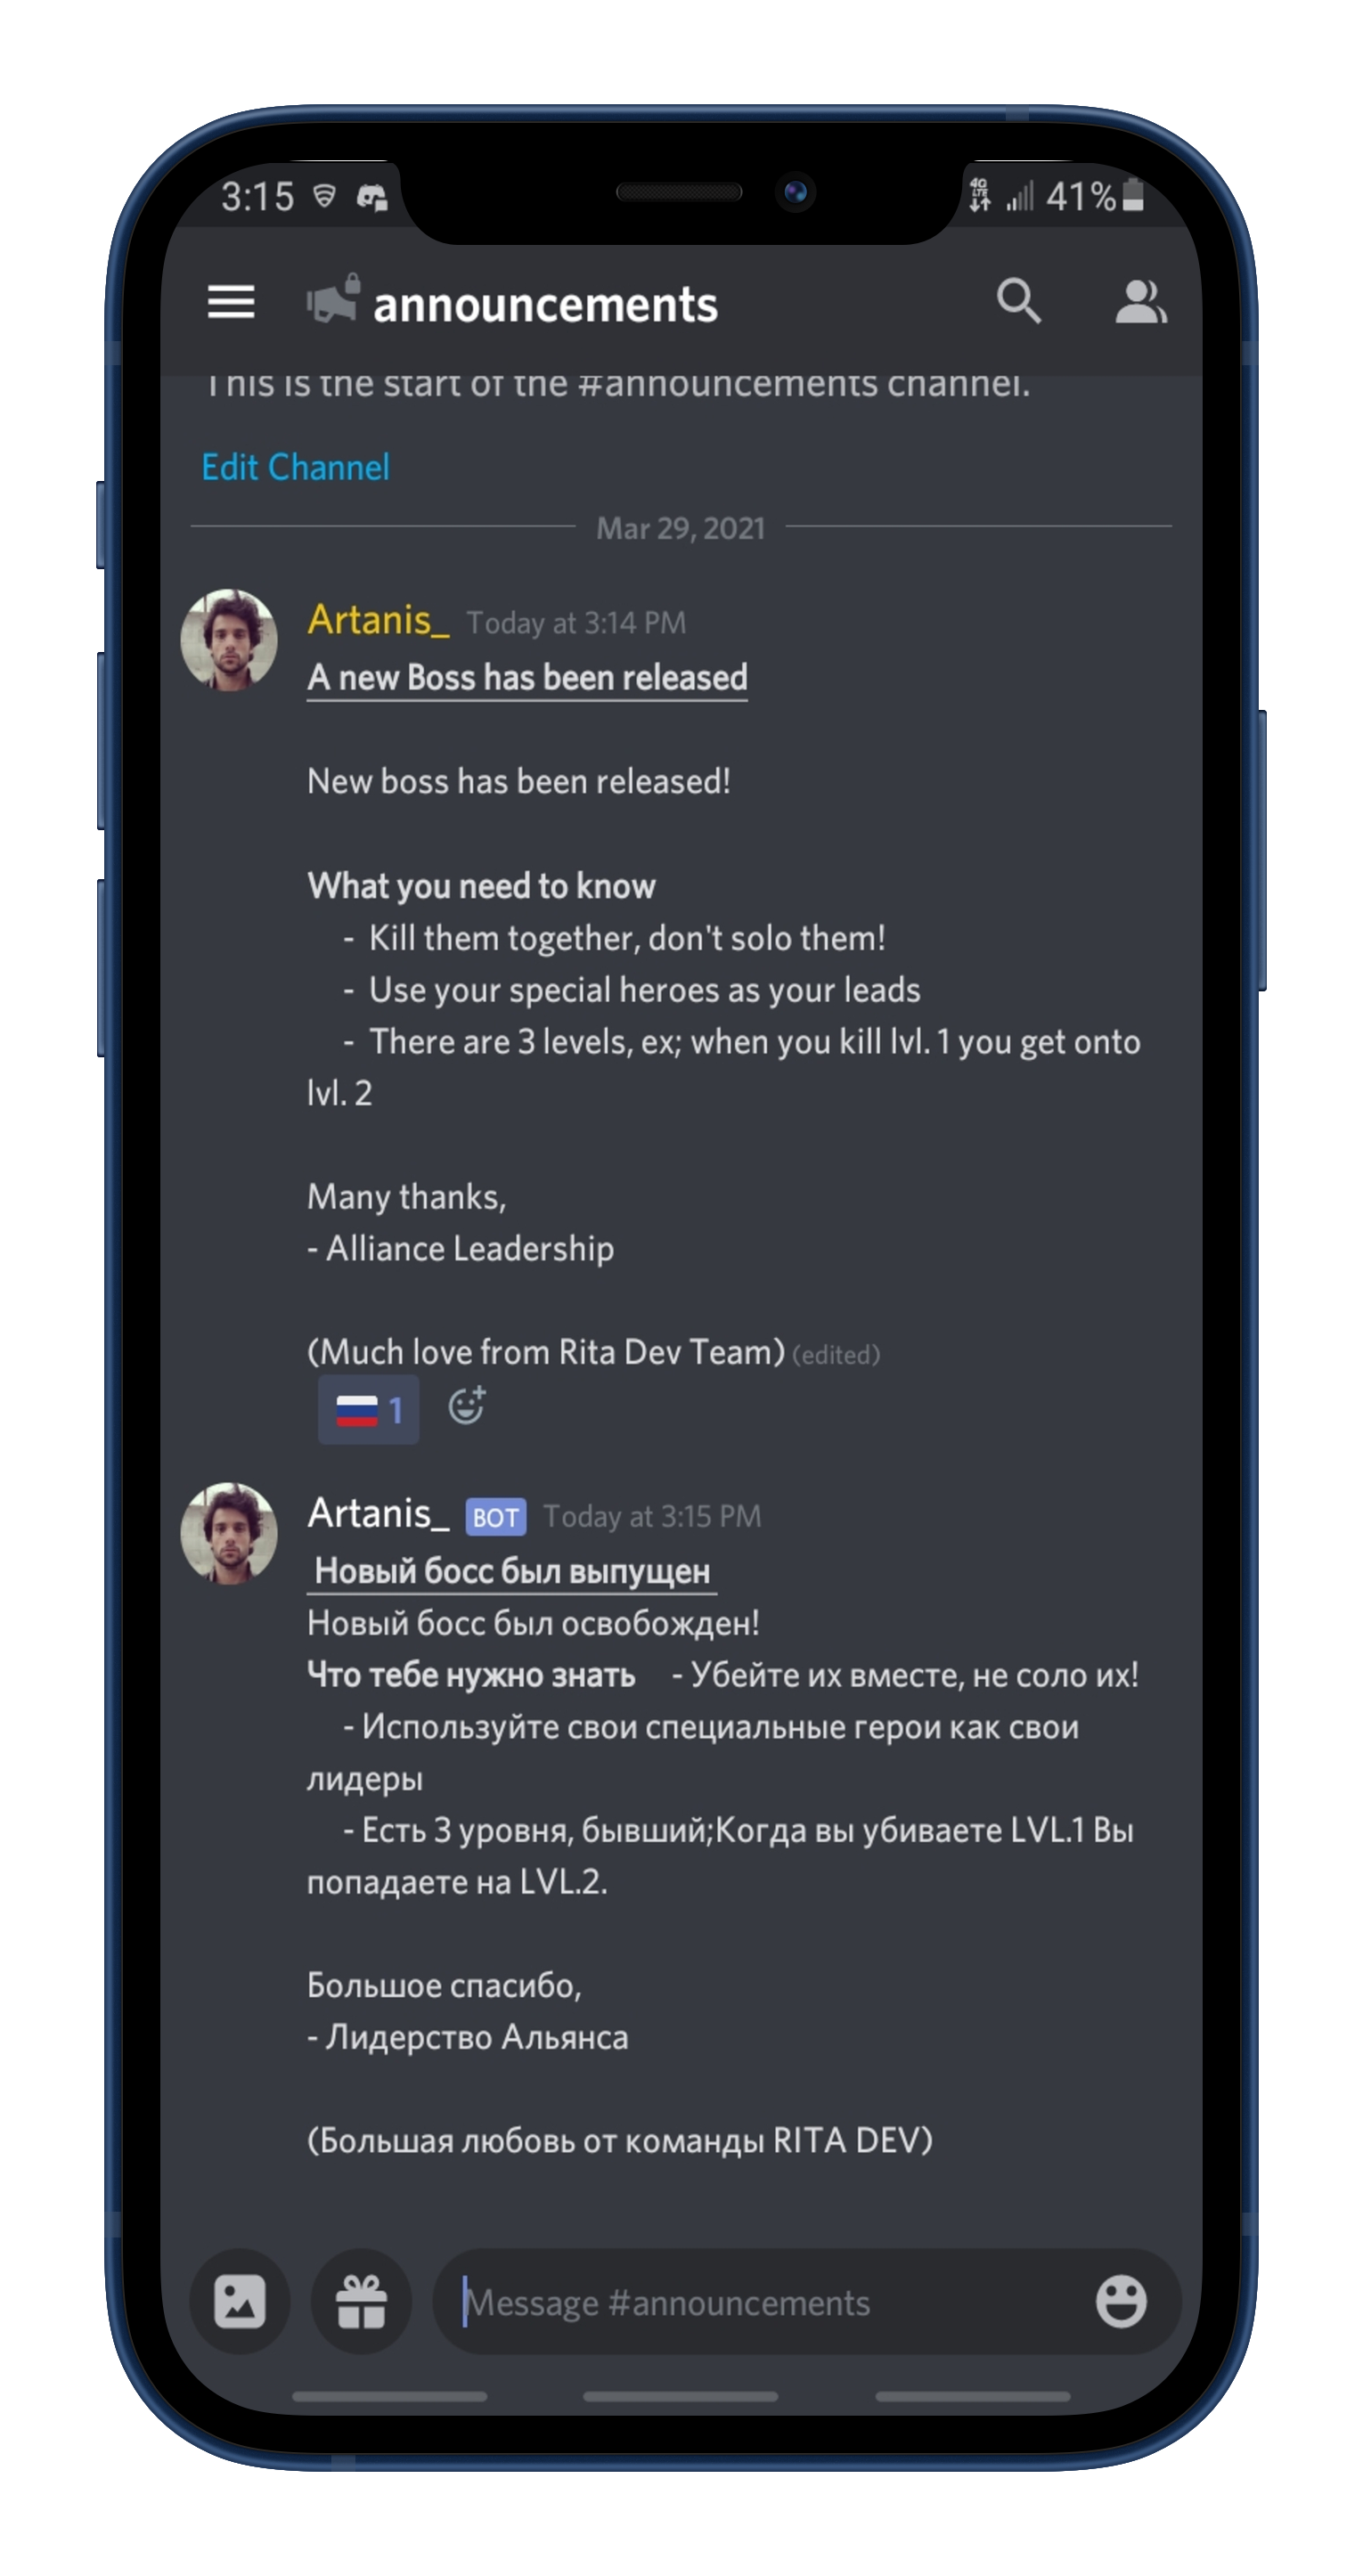 3:15
4G LTE
41%
announcements
This is the start of the #announcements channel.
Edit Channel
Mar 29, 2021
Artanis_ Today at 3:14 PM
A new Boss has been released
New boss has been released!
What you need to know
- Kill them together, don't solo them!
- Use your special heroes as your leads
- There are 3 levels, ex; when you kill lvl. 1 you get onto
lvl. 2
Many thanks,
- Alliance Leadership
(Much love from Rita Dev Team) (edited)
1
Artanis_ BOT Today at 3:15 PM
Новый босс был выпущен
Новый босс был освобожден!
Что тебе нужно знать - Убейте их вместе, не соло их!
- Используйте свои специальные герои как свои
лидеры
- Есть 3 уровня, бывший;Когда вы убиваете LVL.1 Вы
попадаете на LVL.2.
Большое спасибо,
- Лидерство Альянса
(Большая любовь от команды RITA DEV)
Message #announcements